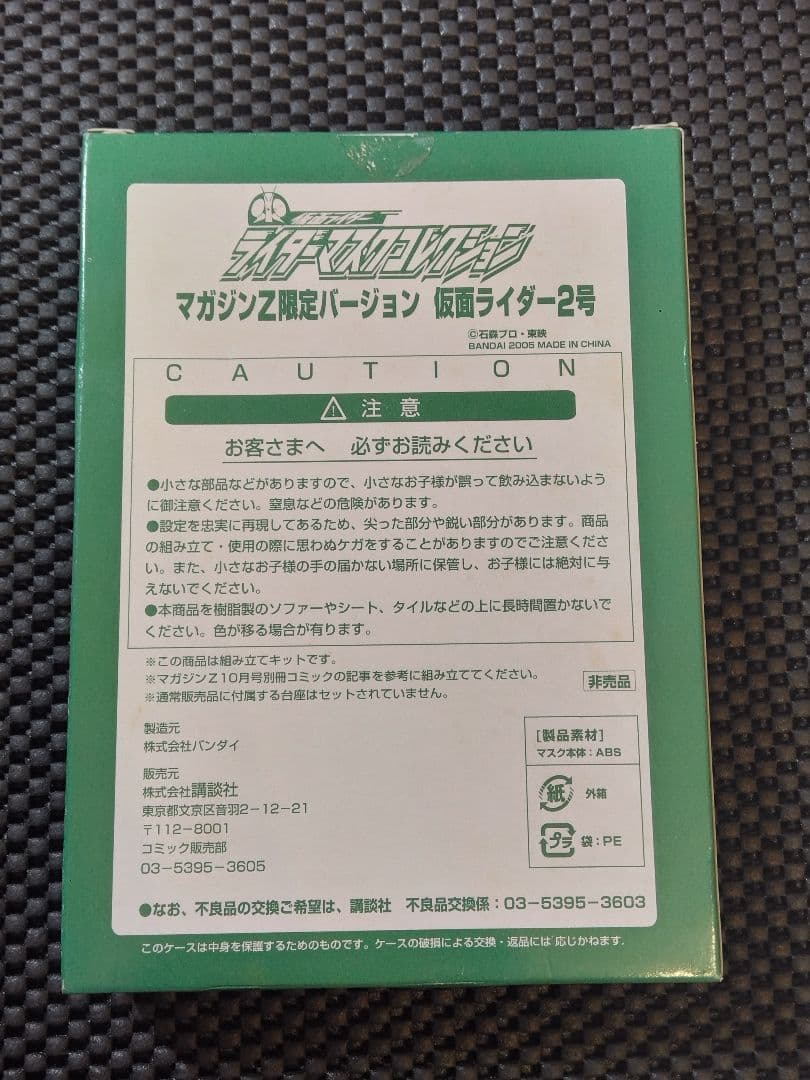 仮面ライダー
ライダーマスクコレクション
マガジンZ限定バージョン 仮面ライダー2号
©石森プロ・東映
BANDAI 2005 MADE IN CHINA
CAUTION
⚠ 注意
お客さまへ 必ずお読みください
●小さな部品などがありますので、小さなお子様が誤って飲み込まないよう
に御注意ください。窒息などの危険があります。
●設定を忠実に再現してあるため、尖った部分や鋭い部分があります。商品
の組み立て・使用の際に思わぬケガをすることがありますのでご注意くださ
い。また、小さなお子様の手の届かない場所に保管し、お子様には絶対に与
えないでください。
●本商品を樹脂製のソファーやシート、タイルなどの上に長時間置かないで
ください。色が移る場合が有ります。
※この商品は組み立てキットです。
※マガジンZ10月号別冊コミックの記事を参考に組み立ててください。
※通常販売品に付属する台座はセットされていません。
非売品
製造元
株式会社バンダイ
販売元
株式会社講談社
東京都文京区音羽2-12-21
〒112-8001
コミック販売部
03-5395-3605
[製品素材]
マスク本体:ABS
紙 外箱
プラ 袋:PE
●なお、不良品の交換ご希望は、講談社 不良品交換係:03-5395-3603
このケースは中身を保護するためのものです。ケースの破損による交換・返品には応じかねます.